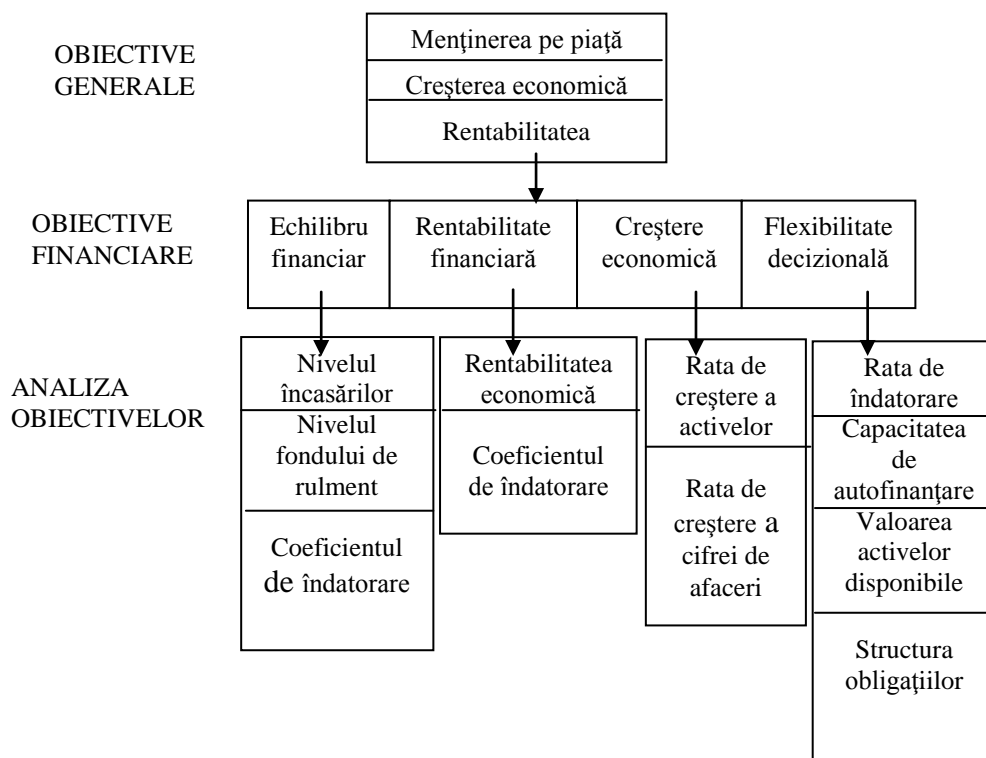 OBIECTIVE
GENERALE
Menţinerea pe piaţă
Creşterea economică
Rentabilitatea
OBIECTIVE
FINANCIARE
Echilibru
financiar
Rentabilitate
financiară
Creştere
economică
Flexibilitate
decizională
ANALIZA
OBIECTIVELOR
Nivelul
încasărilor
Nivelul
fondului de
rulment
Coeficientul
de îndatorare
Rentabilitatea
economică
Coeficientul
de îndatorare
Rata de
creştere a
activelor
Rata de
creştere a
cifrei de
afaceri
Rata de
îndatorare
Capacitatea
de
autofinanţare
Valoarea
activelor
disponibile
Structura
obligaţiilor